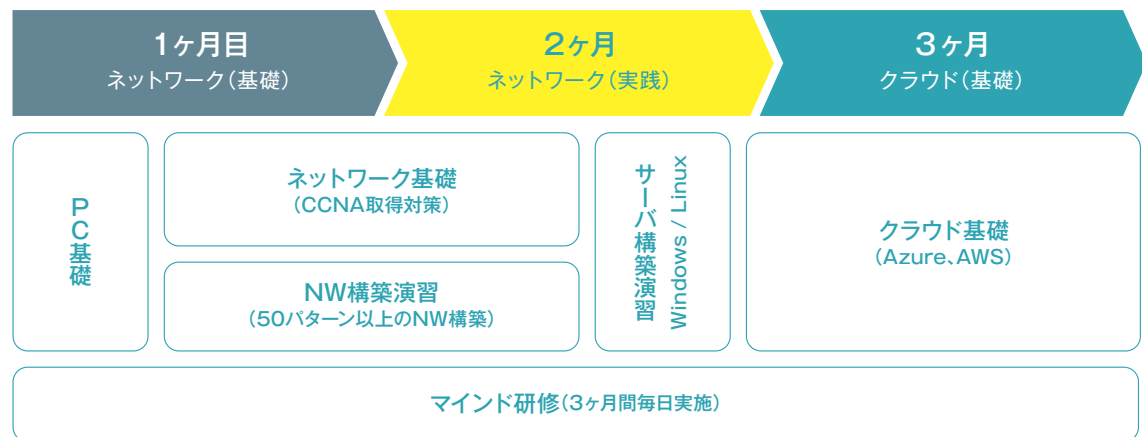 1ヶ月目
ネットワーク(基礎)
2ヶ月
ネットワーク(実践)
3ヶ月
クラウド(基礎)
PC基礎
ネットワーク基礎
(CCNA取得対策)
NW構築演習
(50パターン以上のNW構築)
サーバ構築演習
Windows / Linux
クラウド基礎
(Azure、AWS)
マインド研修(3ヶ月間毎日実施)